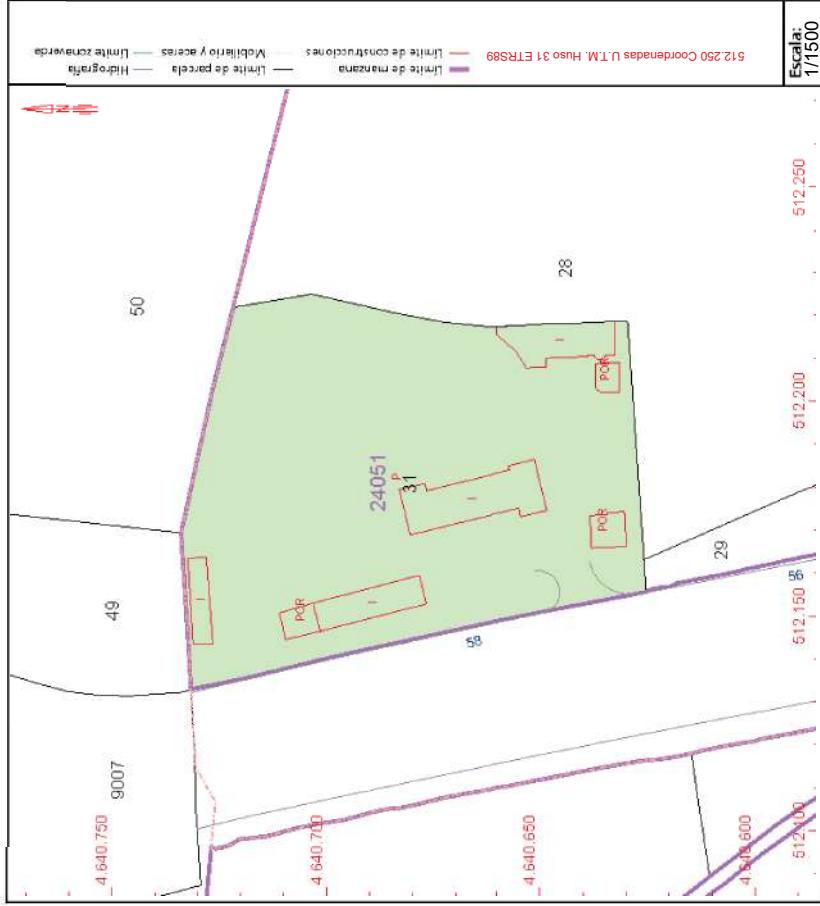 Límite de manzana
Límite de parcela
Hidrografía
Límite de construcciones
Mobiliario y aceras
Límite zona verde
512.250 Coordenadas U.T.M. Huso 31 ETRS89
Escala:
1/1500
N
50
49
9007
28
24051
P
31
I
POR
I
I
I
POR
POR
29
58
56
4.640.750
4.640.700
4.640.650
4.640.600
512.100
512.150
512.200
512.250